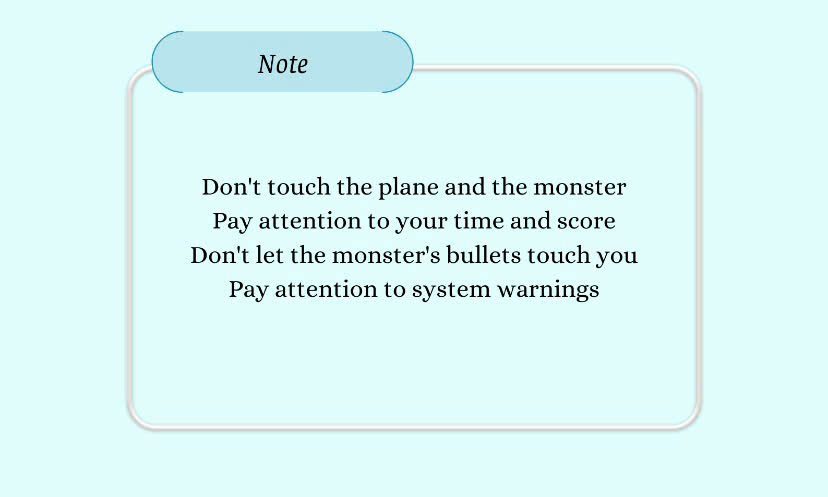 Note
Don't touch the plane and the monster
Pay attention to your time and score
Don't let the monster's bullets touch you
Pay attention to system warnings